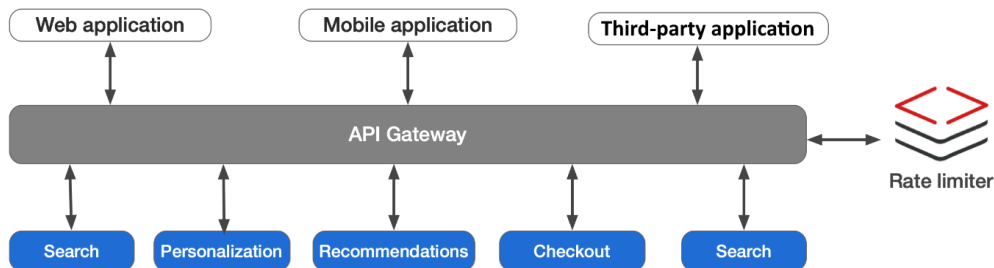 Web application
Mobile application
Third-party application
API Gateway
Rate limiter
Search
Personalization
Recommendations
Checkout
Search